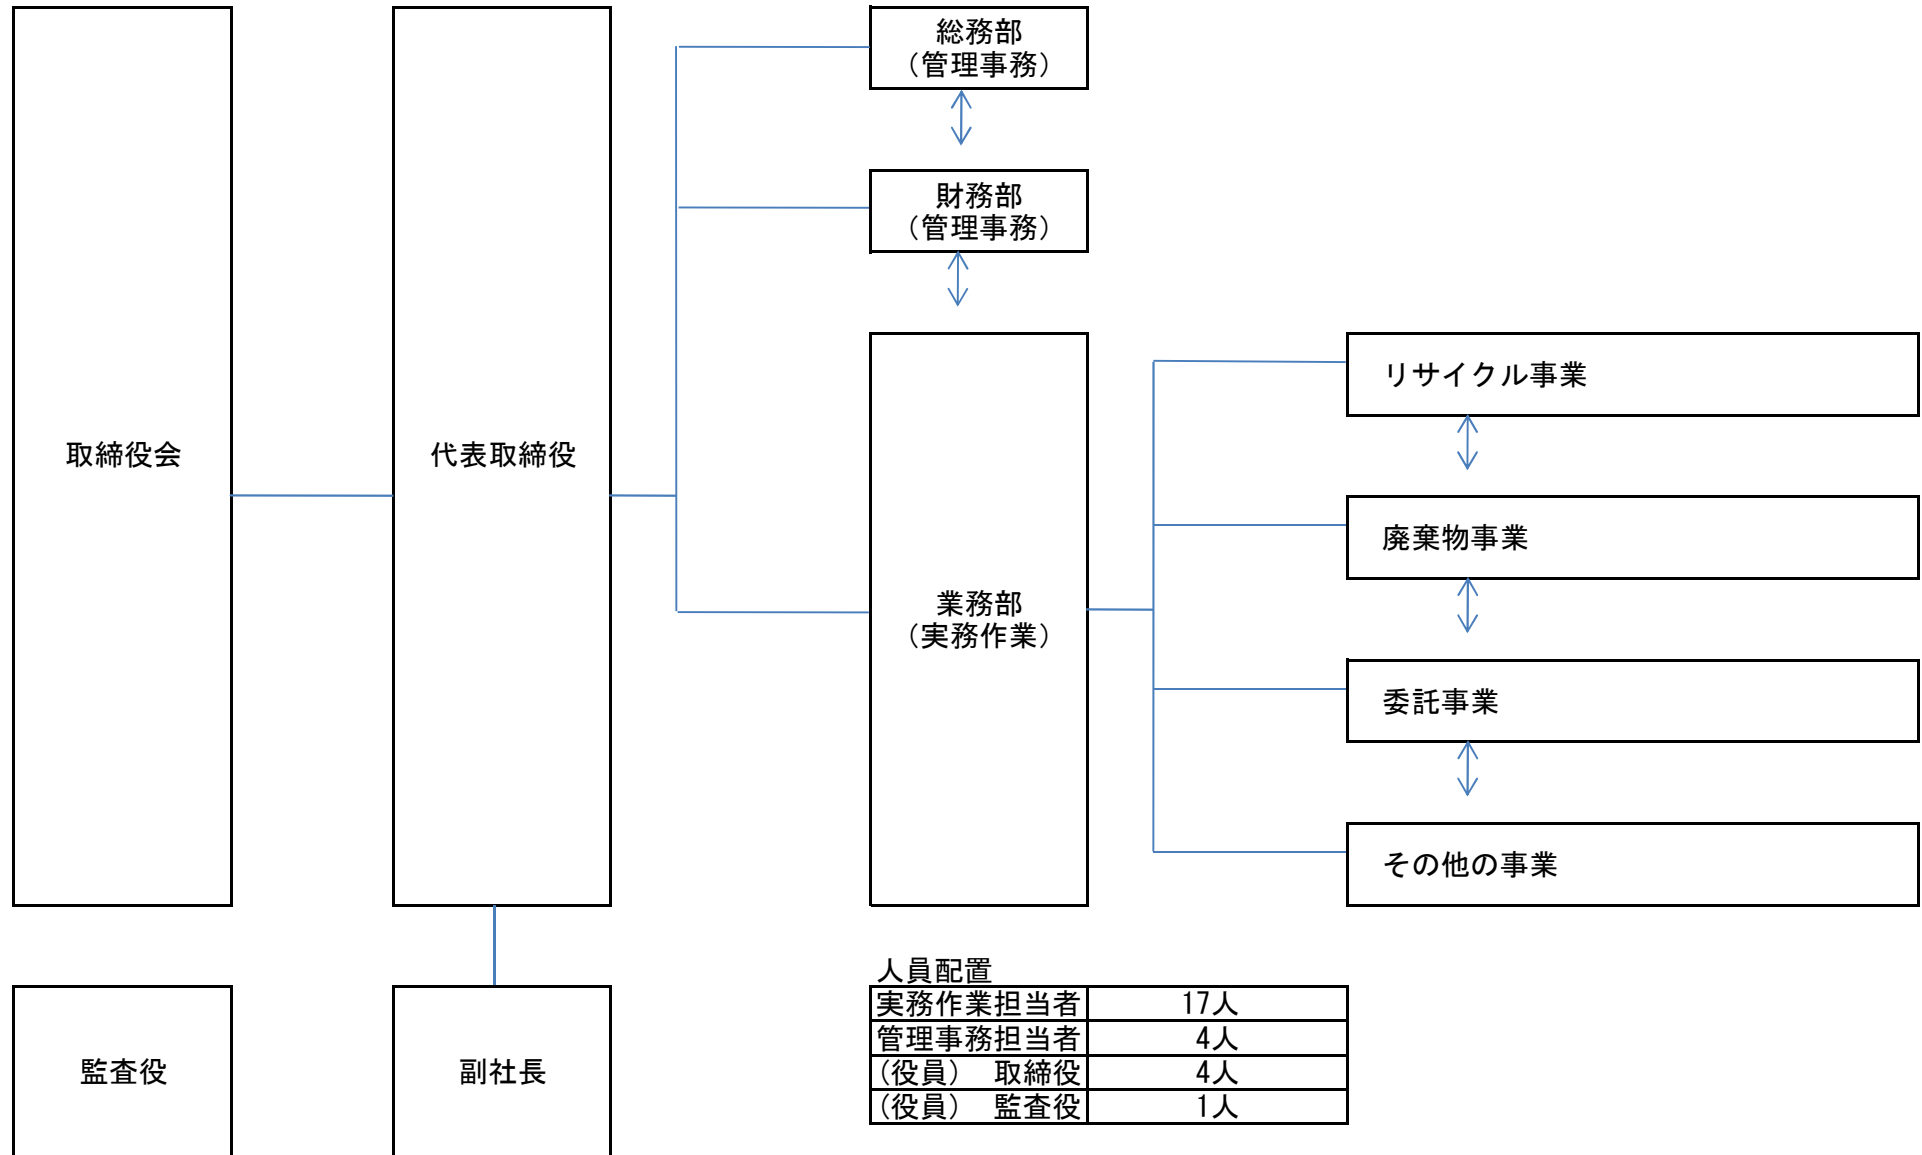 総務部
（管理事務）
財務部
（管理事務）
取締役会
代表取締役
業務部
（実務作業）
リサイクル事業
廃棄物事業
委託事業
その他の事業
監査役
副社長
人員配置
実務作業担当者 17人
管理事務担当者 4人
（役員）　取締役 4人
（役員）　監査役 1人